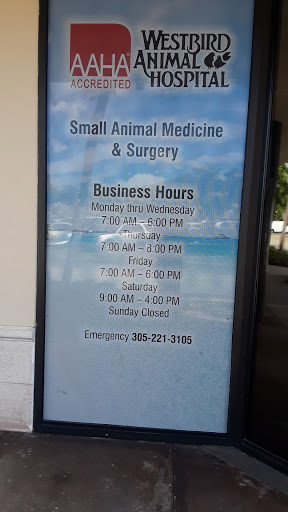 AAHA
ACCREDITED
WESTBIRD
ANIMAL
HOSPITAL
Small Animal Medicine
& Surgery
Business Hours
Monday thru Wednesday
7:00 AM – 6:00 PM
Thursday
7:00 AM – 8:00 PM
Friday
7:00 AM – 6:00 PM
Saturday
9:00 AM – 4:00 PM
Sunday Closed
Emergency 305-221-3105